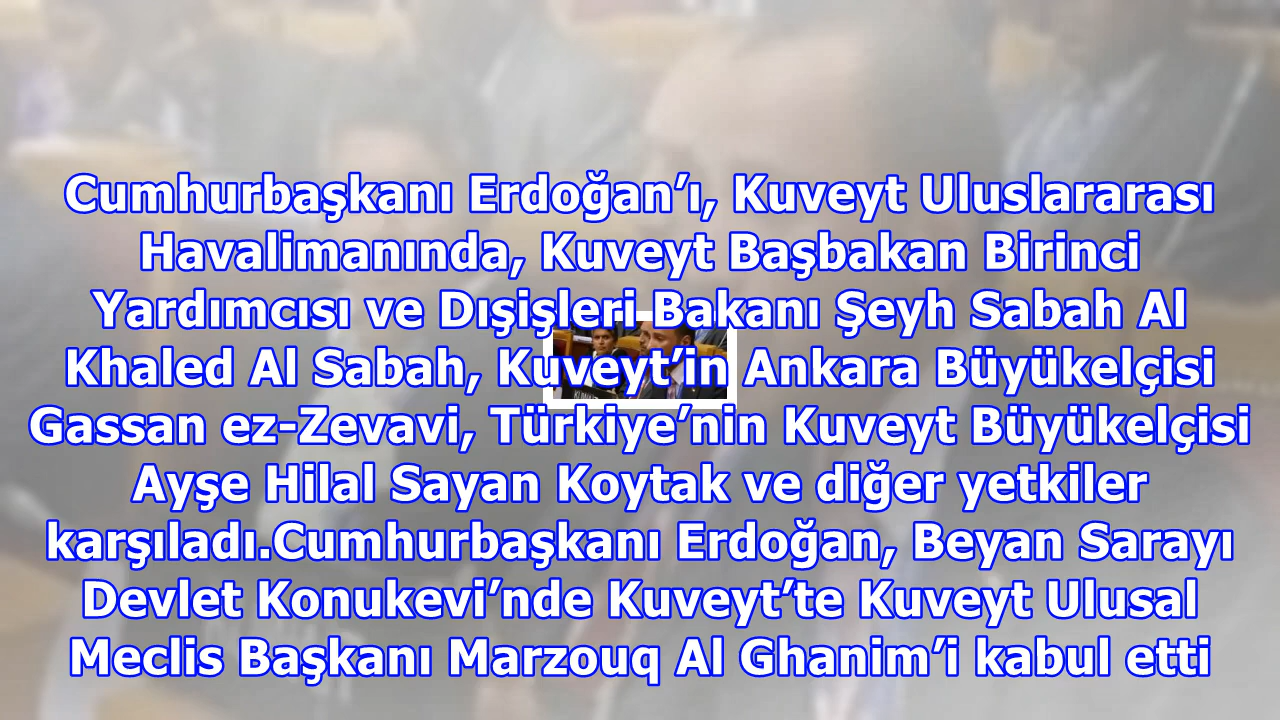 Cumhurbaşkanı Erdoğan’ı, Kuveyt Uluslararası
Havalimanında, Kuveyt Başbakan Birinci
Yardımcısı ve Dışişleri Bakanı Şeyh Sabah Al
Khaled Al Sabah, Kuveyt’in Ankara Büyükelçisi
Gassan ez-Zevavi, Türkiye’nin Kuveyt Büyükelçisi
Ayşe Hilal Sayan Koytak ve diğer yetkiler
karşıladı.Cumhurbaşkanı Erdoğan, Beyan Sarayı
Devlet Konukevi’nde Kuveyt’te Kuveyt Ulusal
Meclis Başkanı Marzouq Al Ghanim’i kabul etti